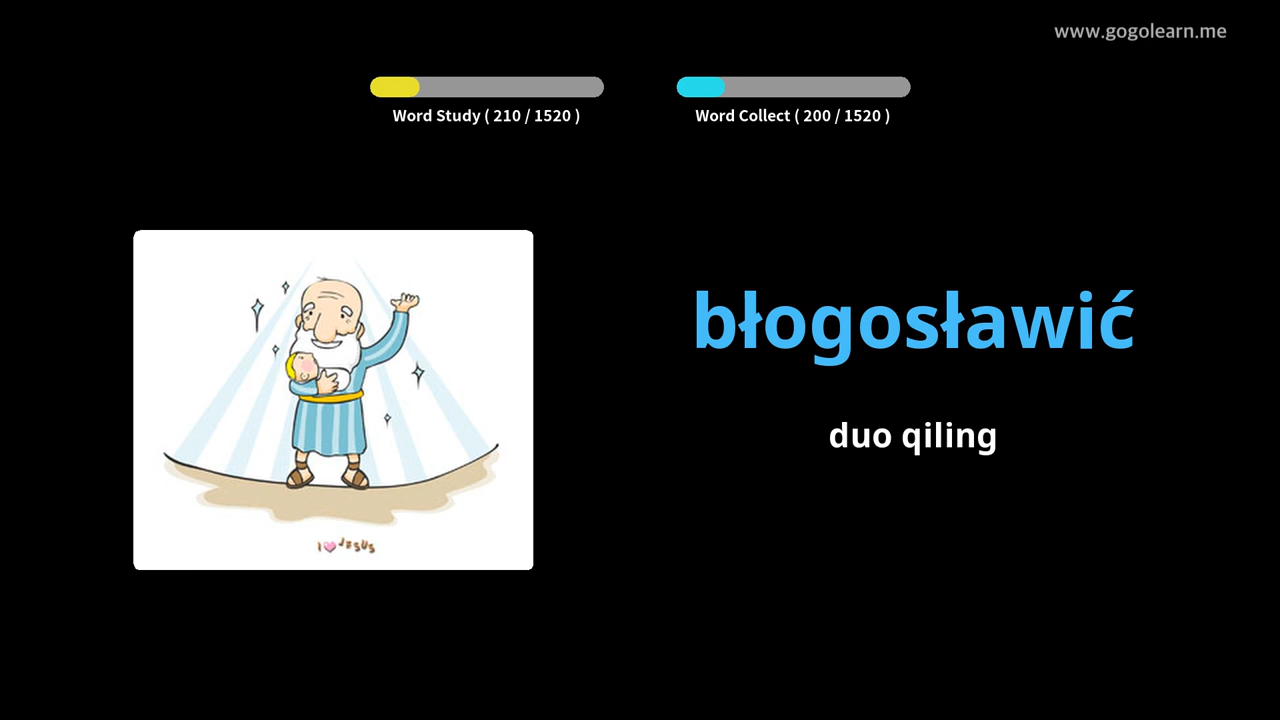 www.gogolearn.me
Word Study ( 210 / 1520 )
Word Collect ( 200 / 1520 )
błogosławić
duo qiling
I JESUS